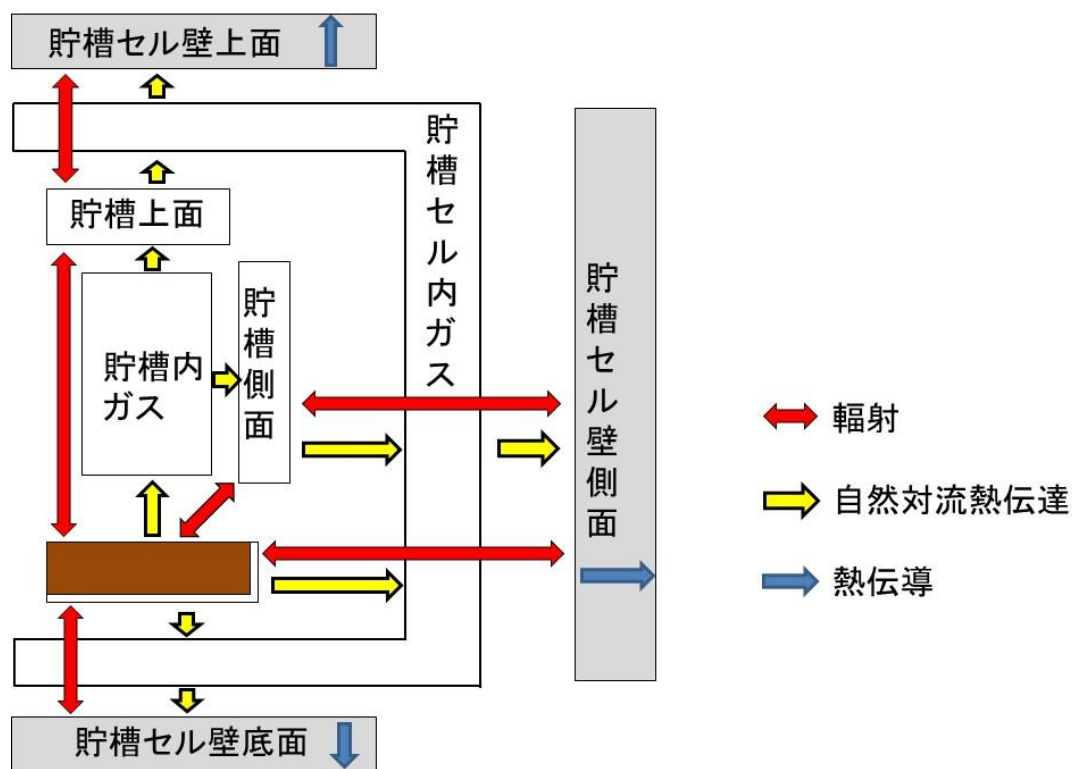 貯槽セル壁上面
貯槽セル内ガス
貯槽上面
貯槽内
ガス
貯槽側面
貯槽セル壁側面
輻射
自然対流熱伝達
熱伝導
貯槽セル壁底面